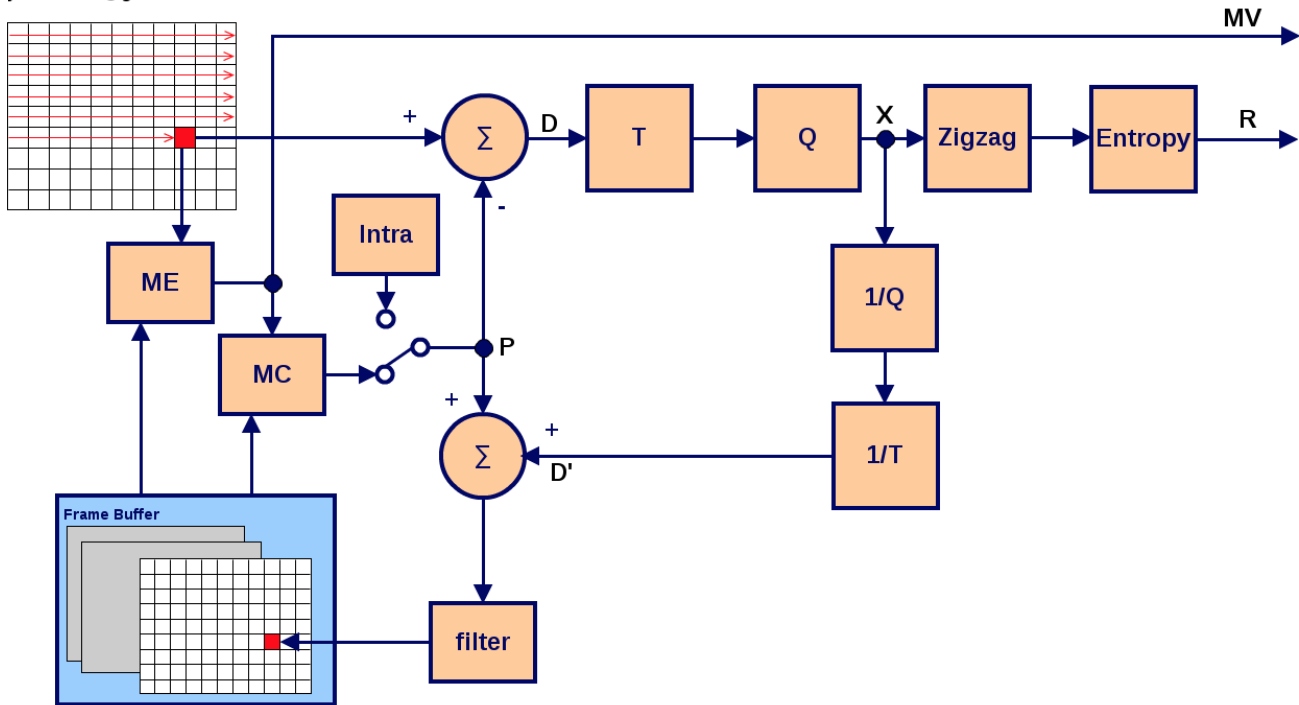 MV
+
Σ
D
T
Q
X
Zigzag
Entropy
R
-
Intra
ME
1/Q
MC
P
+
Σ
+
D'
1/T
Frame Buffer
filter